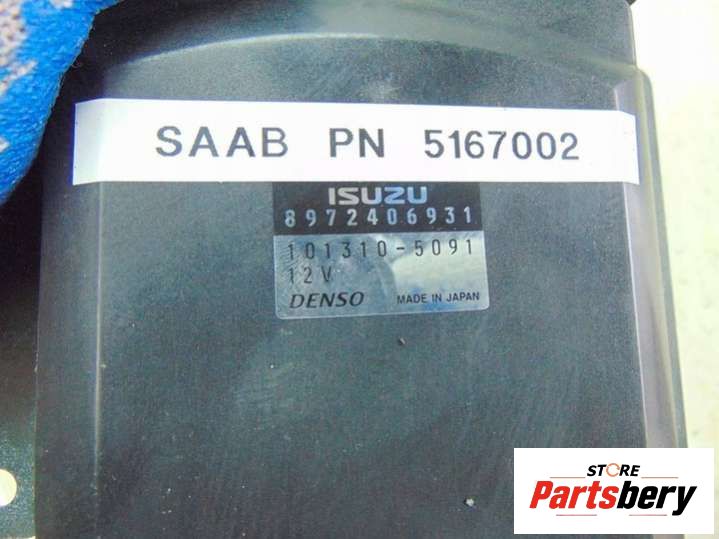 SAAB PN 5167002
ISUZU
8972406931
101310-5091
12V
DENSO MADE IN JAPAN
STORE
Partsbery